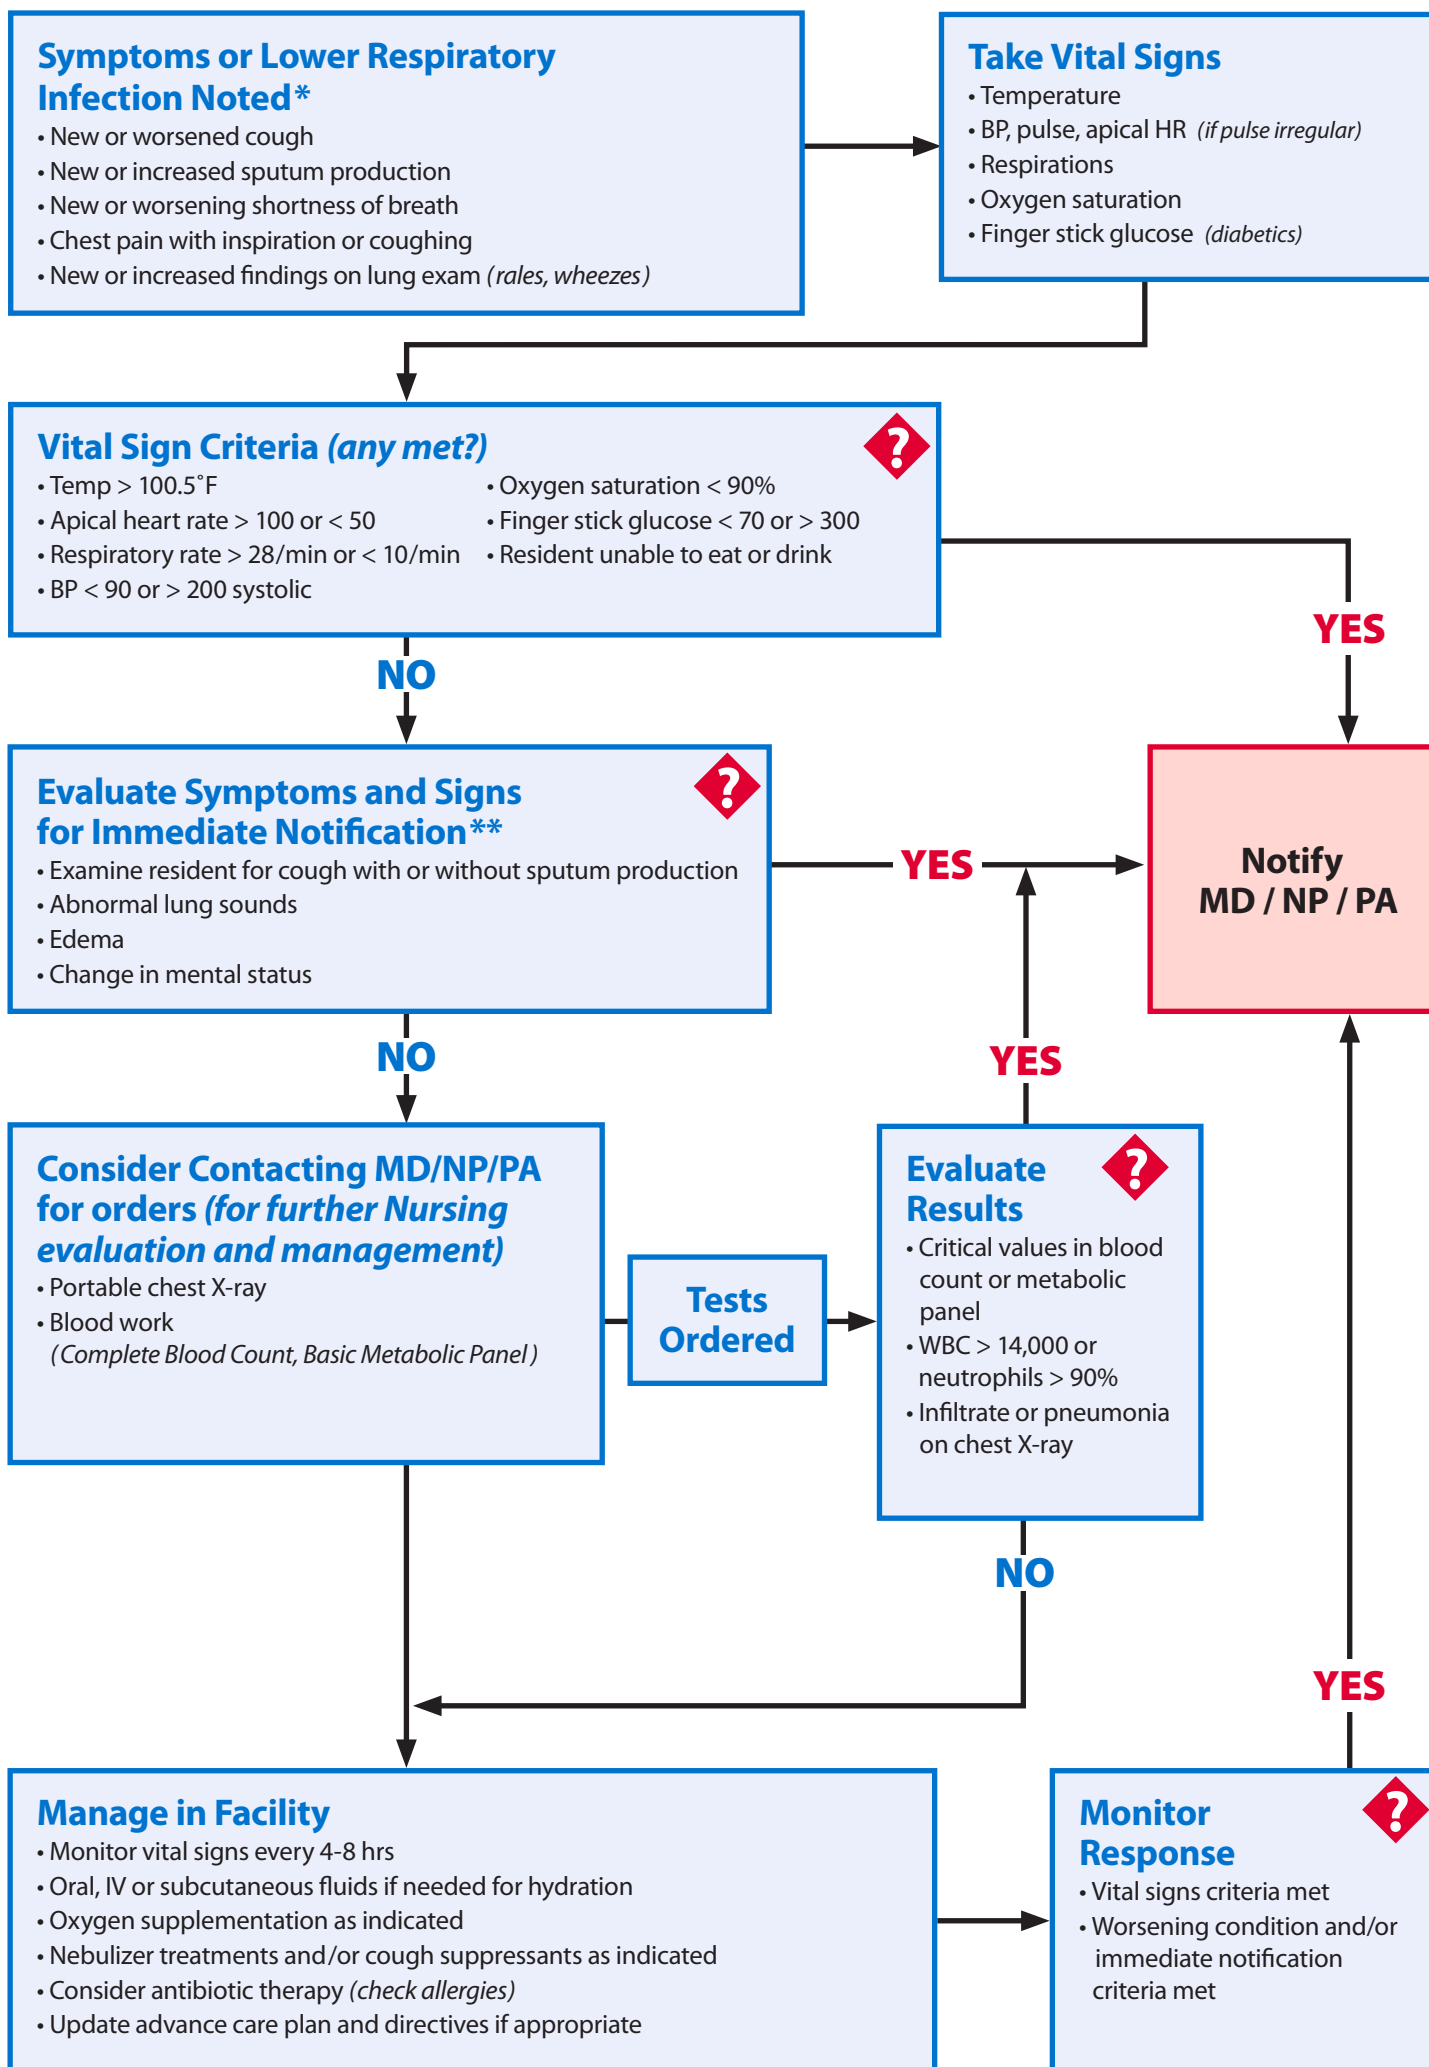 Symptoms or Lower Respiratory
Infection Noted*
• New or worsened cough
• New or increased sputum production
• New or worsening shortness of breath
• Chest pain with inspiration or coughing
• New or increased findings on lung exam (rales, wheezes)
Take Vital Signs
• Temperature
• BP, pulse, apical HR (if pulse irregular)
• Respirations
• Oxygen saturation
• Finger stick glucose (diabetics)
Vital Sign Criteria (any met?)
?
• Temp > 100.5˚F
• Apical heart rate > 100 or < 50
• Respiratory rate > 28/min or < 10/min
• BP < 90 or > 200 systolic
• Oxygen saturation < 90%
• Finger stick glucose < 70 or > 300
• Resident unable to eat or drink
YES
NO
Evaluate Symptoms and Signs
for Immediate Notification**
?
• Examine resident for cough with or without sputum production
• Abnormal lung sounds
• Edema
• Change in mental status
YES
Notify
MD / NP / PA
NO
YES
Consider Contacting MD/NP/PA
for orders (for further Nursing
evaluation and management)
• Portable chest X-ray
• Blood work
(Complete Blood Count, Basic Metabolic Panel)
Tests
Ordered
Evaluate
Results
?
• Critical values in blood
count or metabolic
panel
• WBC > 14,000 or
neutrophils > 90%
• Infiltrate or pneumonia
on chest X-ray
NO
YES
Manage in Facility
• Monitor vital signs every 4-8 hrs
• Oral, IV or subcutaneous fluids if needed for hydration
• Oxygen supplementation as indicated
• Nebulizer treatments and/or cough suppressants as indicated
• Consider antibiotic therapy (check allergies)
• Update advance care plan and directives if appropriate
Monitor
Response
?
• Vital signs criteria met
• Worsening condition and/or
immediate notification
criteria met